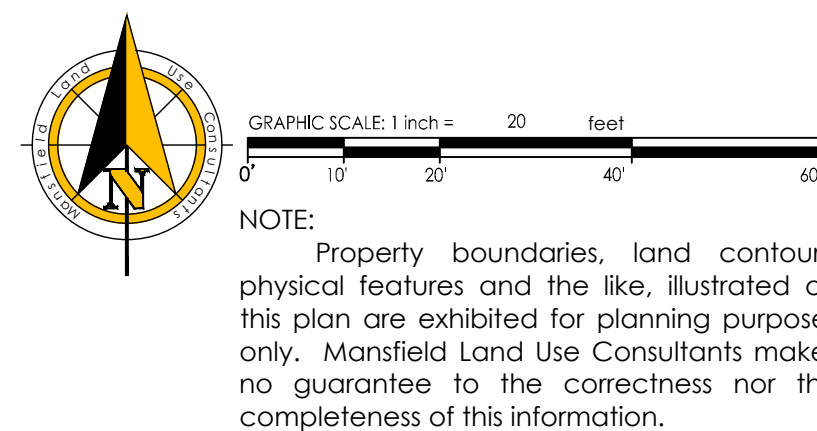 Mansfield Land Use Consultants
N
GRAPHIC SCALE: 1 inch = 20 feet
0' 10' 20' 40' 60
NOTE:
Property boundaries, land contour
physical features and the like, illustrated o
this plan are exhibited for planning purpose
only. Mansfield Land Use Consultants make
no guarantee to the correctness nor th
completeness of this information.